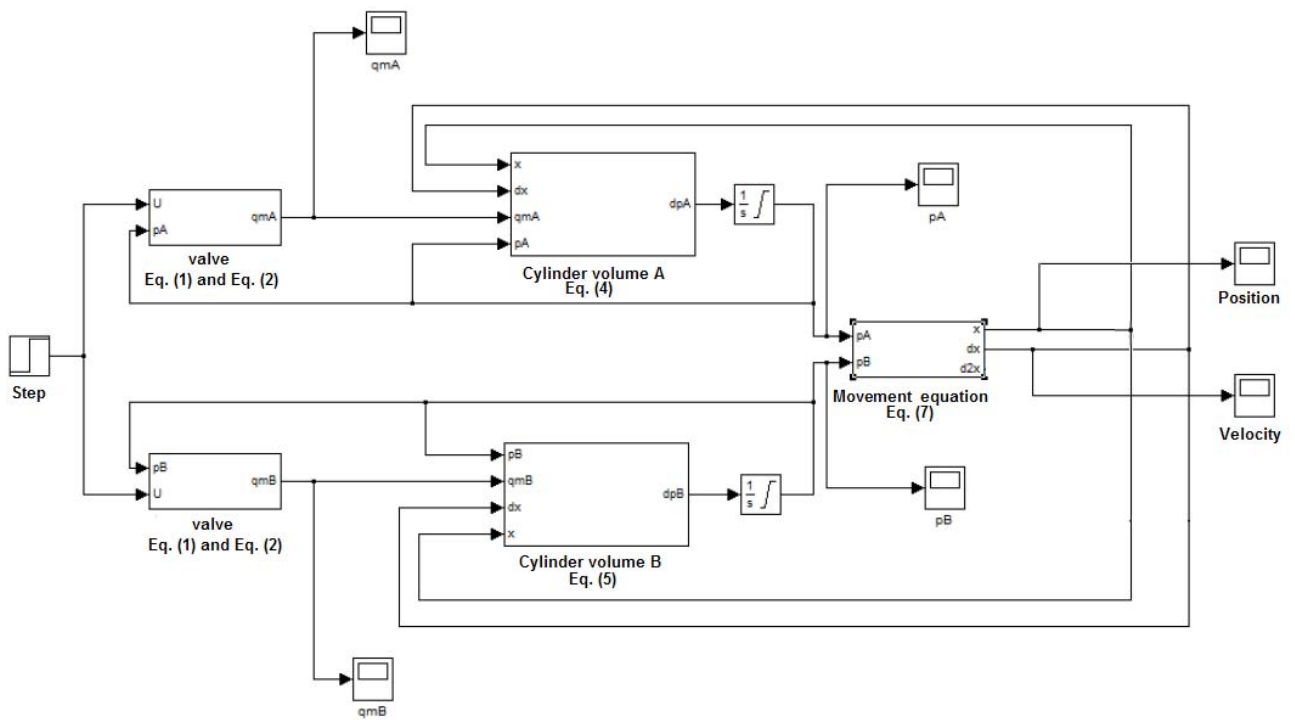 qmA
U
pA
qmA
valve
Eq. (1) and Eq. (2)
x
dx
qmA
pA
dpA
Cylinder volume A
Eq. (4)
1
s
pA
Position
Step
pA
pB
x
dx
d2x
Movement equation
Eq. (7)
Velocity
pB
U
qmB
valve
Eq. (1) and Eq. (2)
pB
qmB
dx
x
dpB
Cylinder volume B
Eq. (5)
1
s
pB
qmB